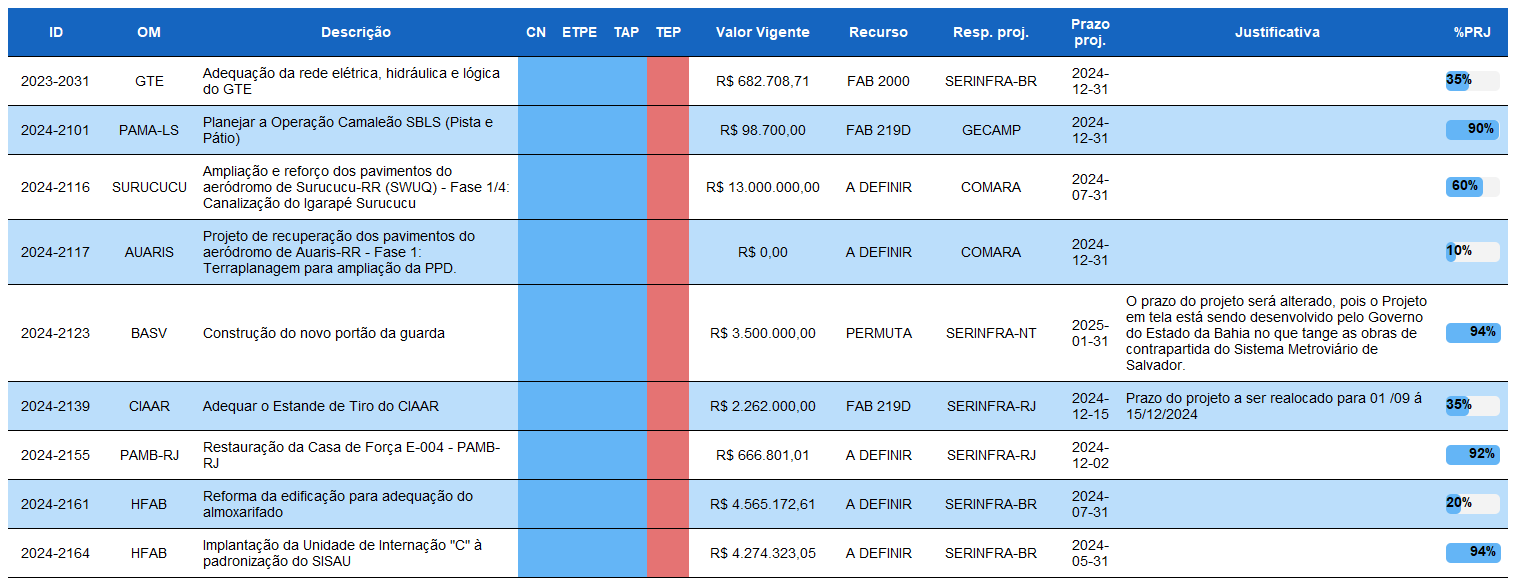 ID OM Descrição CN ETPE TAP TEP Valor Vigente Recurso Resp. proj. Prazo proj. Justificativa %PRJ
2023-2031 GTE Adequação da rede elétrica, hidráulica e lógica do GTE R$ 682.708,71 FAB 2000 SERINFRA-BR 2024-12-31 35%
2024-2101 PAMA-LS Planejar a Operação Camaleão SBLS (Pista e Pátio) R$ 98.700,00 FAB 219D GECAMP 2024-12-31 90%
2024-2116 SURUCUCU Ampliação e reforço dos pavimentos do aeródromo de Surucucu-RR (SWUQ) - Fase 1/4: Canalização do Igarapé Surucucu R$ 13.000.000,00 A DEFINIR COMARA 2024-07-31 60%
2024-2117 AUARIS Projeto de recuperação dos pavimentos do aeródromo de Auaris-RR - Fase 1: Terraplanagem para ampliação da PPD. R$ 0,00 A DEFINIR COMARA 2024-12-31 10%
2024-2123 BASV Construção do novo portão da guarda R$ 3.500.000,00 PERMUTA SERINFRA-NT 2025-01-31 O prazo do projeto será alterado, pois o Projeto em tela está sendo desenvolvido pelo Governo do Estado da Bahia no que tange as obras de contrapartida do Sistema Metroviário de Salvador. 94%
2024-2139 CIAAR Adequar o Estande de Tiro do CIAAR R$ 2.262.000,00 FAB 219D SERINFRA-RJ 2024-12-15 Prazo do projeto a ser realocado para 01 /09 á 15/12/2024 35%
2024-2155 PAMB-RJ Restauração da Casa de Força E-004 - PAMB-RJ R$ 666.801,01 A DEFINIR SERINFRA-RJ 2024-12-02 92%
2024-2161 HFAB Reforma da edificação para adequação do almoxarifado R$ 4.565.172,61 A DEFINIR SERINFRA-BR 2024-07-31 20%
2024-2164 HFAB Implantação da Unidade de Internação "C" à padronização do SISAU R$ 4.274.323,05 A DEFINIR SERINFRA-BR 2024-05-31 94%